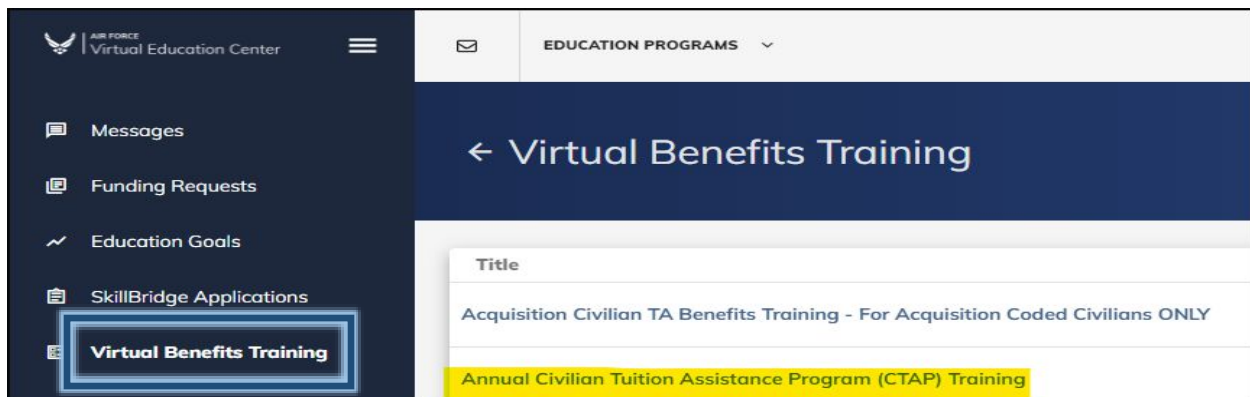 AIR FORCE
Virtual Education Center
EDUCATION PROGRAMS
Messages
Funding Requests
Education Goals
SkillBridge Applications
Virtual Benefits Training
Virtual Benefits Training
Title
Acquisition Civilian TA Benefits Training - For Acquisition Coded Civilians ONLY
Annual Civilian Tuition Assistance Program (CTAP) Training